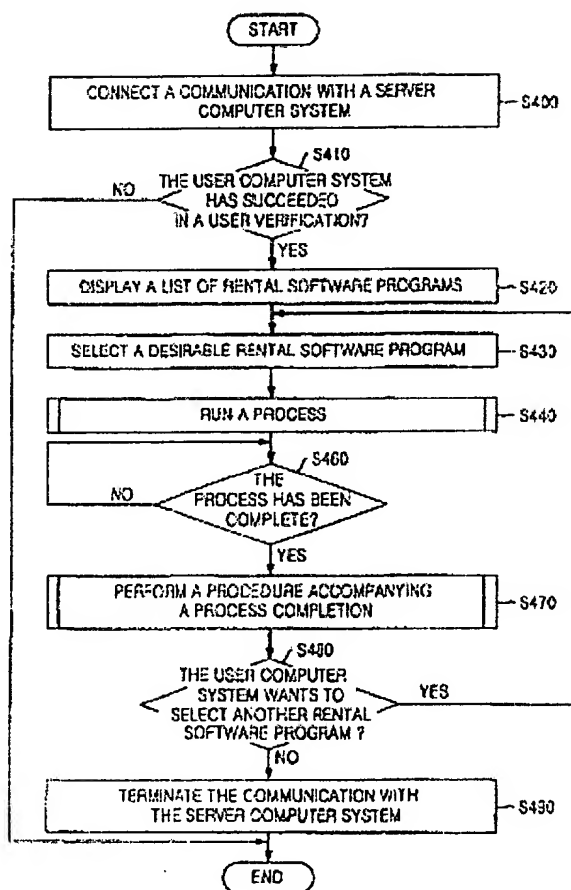 START
CONNECT A COMMUNICATION WITH A SERVER
COMPUTER SYSTEM
S400
S410
NO
THE USER COMPUTER SYSTEM
HAS SUCCEEDED
IN A USER VERIFICATION?
YES
DISPLAY A LIST OF RENTAL SOFTWARE PROGRAMS
S420
SELECT A DESIRABLE RENTAL SOFTWARE PROGRAM
S430
RUN A PROCESS
S440
S460
NO
THE
PROCESS HAS BEEN
COMPLETE?
YES
PERFORM A PROCEDURE ACCOMPANYING
A PROCESS COMPLETION
S470
S480
THE USER COMPUTER
SYSTEM WANTS TO
SELECT ANOTHER RENTAL
SOFTWARE PROGRAM ?
YES
NO
TERMINATE THE COMMUNICATION WITH
THE SERVER COMPUTER SYSTEM
S490
END